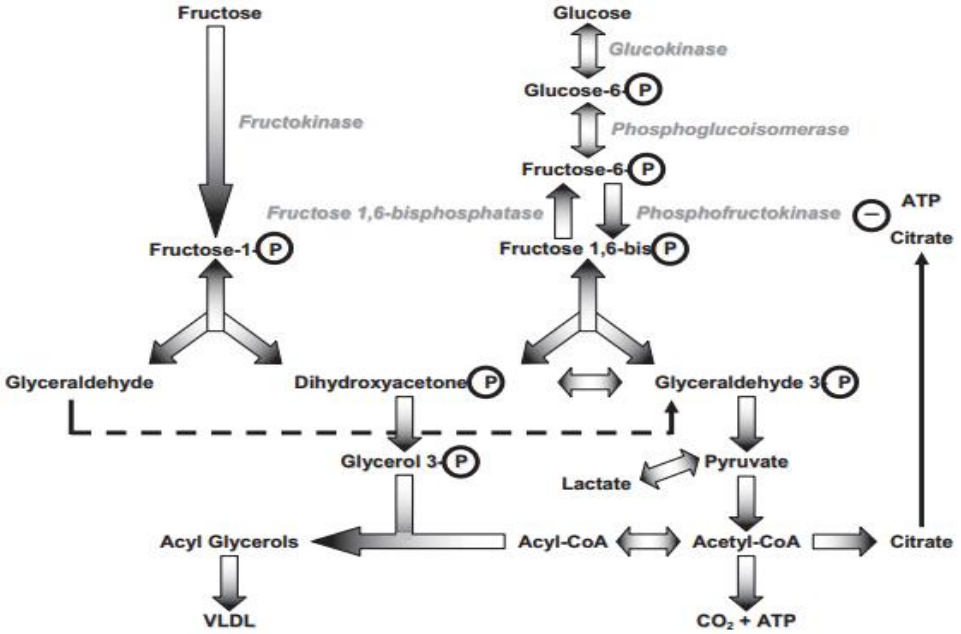 Fructose
Glucose
Glucokinase
Glucose-6-P
Fructokinase
Phosphoglucoisomerase
Fructose-6-P
Fructose 1,6-bisphosphatase
Phosphofructokinase
−
ATP
Citrate
Fructose-1-P
Fructose 1,6-bisP
Glyceraldehyde
Dihydroxyacetone-P
Glyceraldehyde 3-P
Glycerol 3-P
Pyruvate
Lactate
Acyl Glycerols
Acyl-CoA
Acetyl-CoA
Citrate
VLDL
CO₂ + ATP